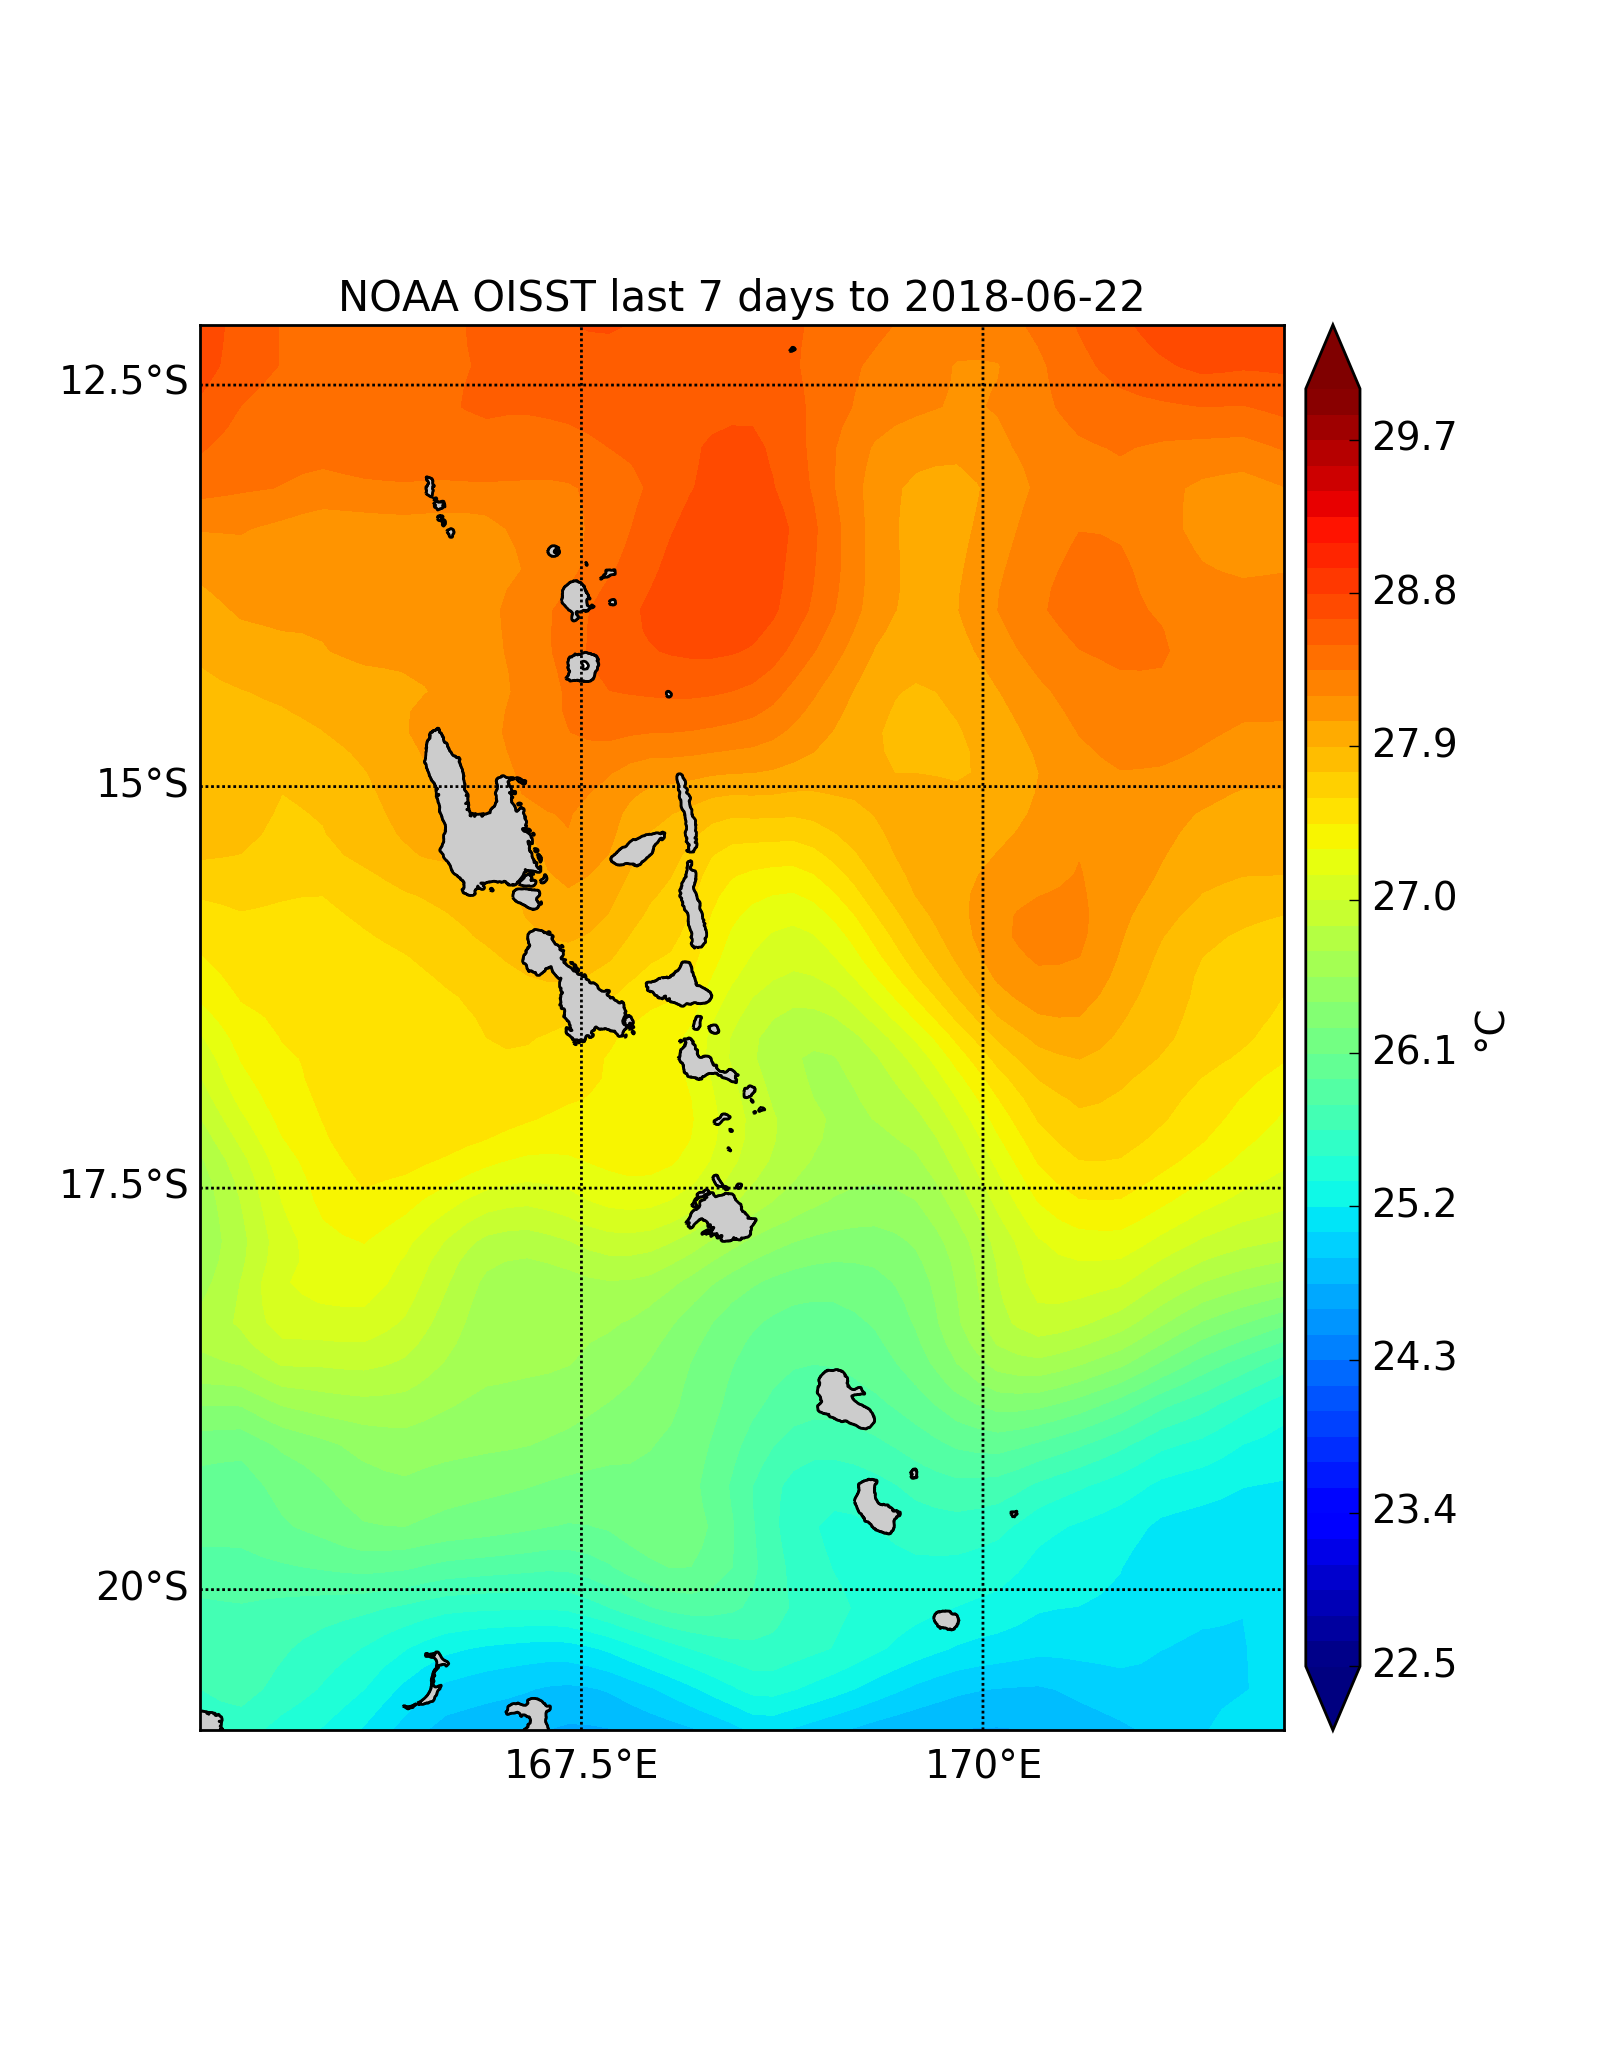 NOAA OISST last 7 days to 2018-06-22
12.5°S
15°S
17.5°S
20°S
167.5°E
170°E
29.7
28.8
27.9
27.0
26.1
25.2
24.3
23.4
22.5
°C